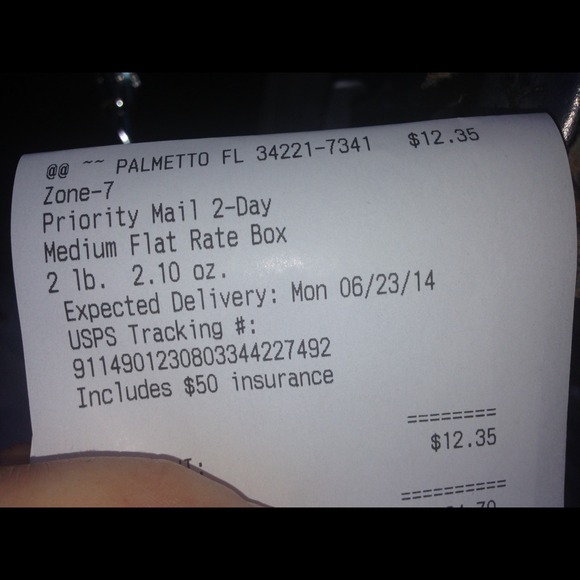 @@ ~~ PALMETTO FL 34221-7341 $12.35
Zone-7
Priority Mail 2-Day
Medium Flat Rate Box
2 lb. 2.10 oz.
Expected Delivery: Mon 06/23/14
USPS Tracking #:
9114901230803344227492
Includes $50 insurance
========
$12.35
==========